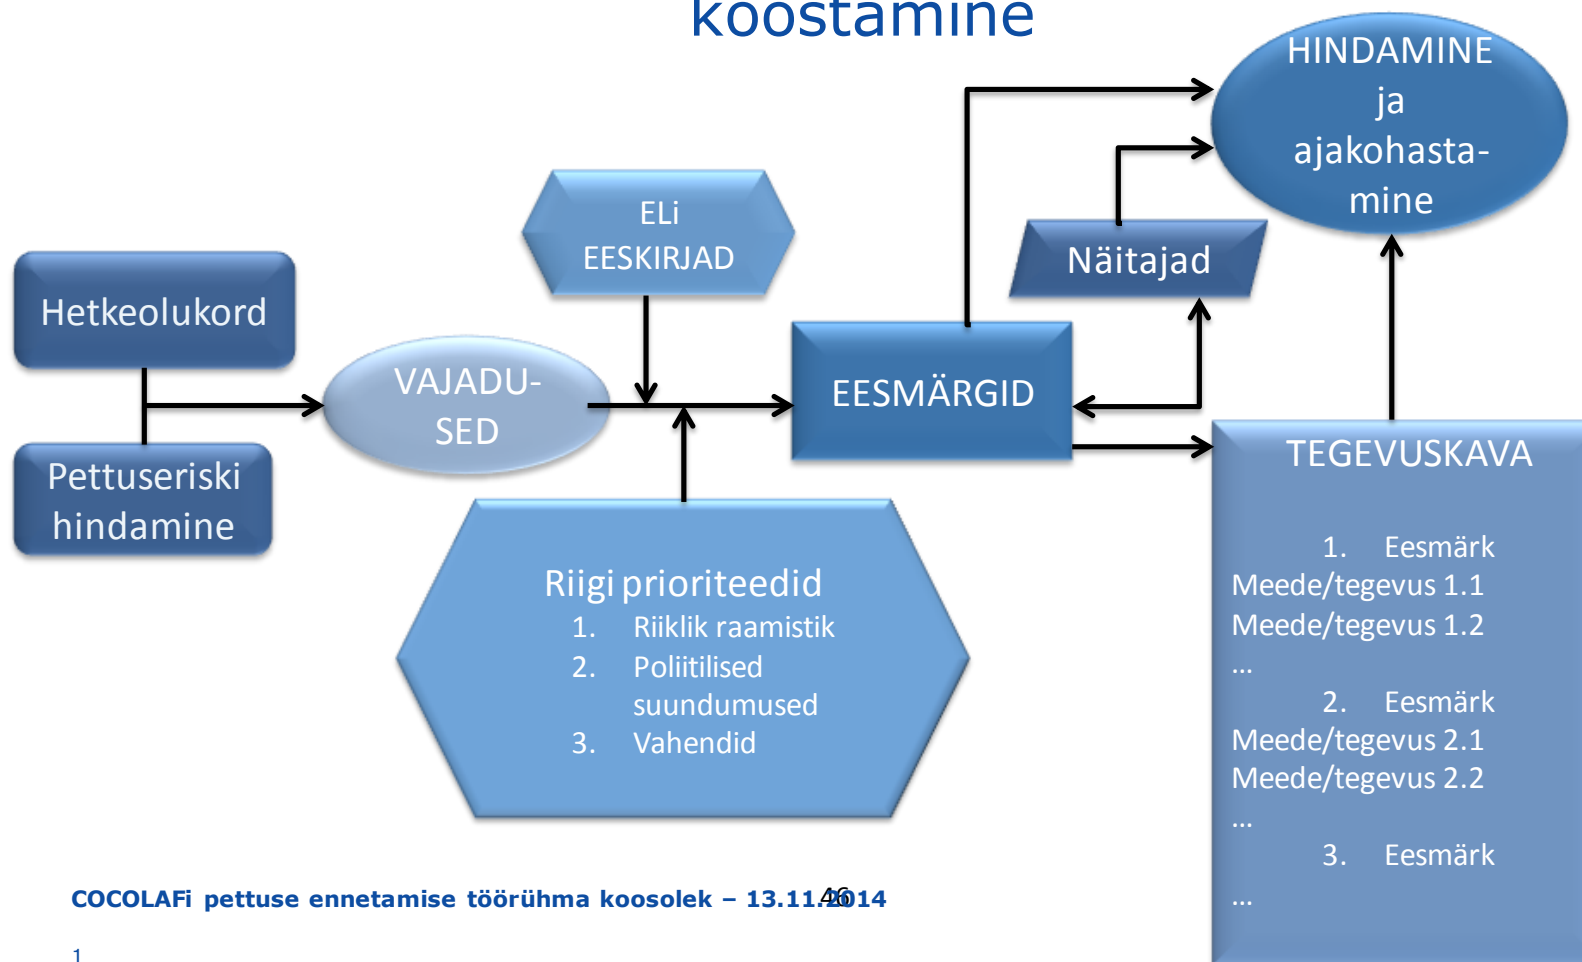 koostamine
HINDAMINE
ja
ajakohasta-
mine
ELi
EESKIRJAD
Näitajad
Hetkeolukord
VAJADU-
SED
EESMÄRGID
Pettuseriski
hindamine
Riigi prioriteedid
1. Riiklik raamistik
2. Poliitilised
suundumused
3. Vahendid
TEGEVUSKAVA
1. Eesmärk
Meede/tegevus 1.1
Meede/tegevus 1.2
...
2. Eesmärk
Meede/tegevus 2.1
Meede/tegevus 2.2
...
3. Eesmärk
...
COCOLAFi pettuse ennetamise töörühma koosolek – 13.11.2014
46
1